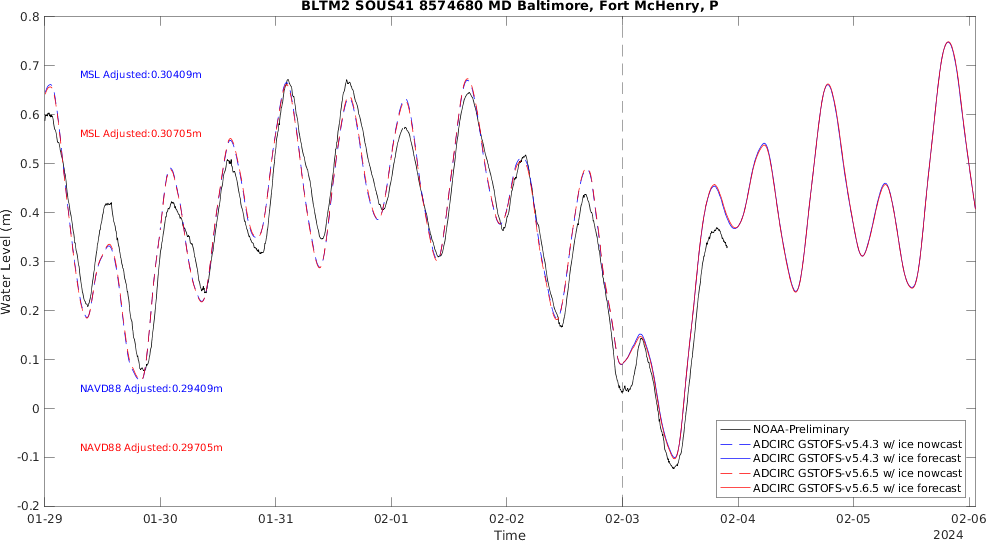 BLTM2 SOUS41 8574680 MD Baltimore, Fort McHenry, P
0.8
0.7
0.6
0.5
0.4
0.3
0.2
0.1
0
-0.1
-0.2
Water Level (m)
MSL Adjusted:0.30409m
MSL Adjusted:0.30705m
NAVD88 Adjusted:0.29409m
NAVD88 Adjusted:0.29705m
NOAA-Preliminary
ADCIRC GSTOFS-v5.4.3 w/ ice nowcast
ADCIRC GSTOFS-v5.4.3 w/ ice forecast
ADCIRC GSTOFS-v5.6.5 w/ ice nowcast
ADCIRC GSTOFS-v5.6.5 w/ ice forecast
01-29 01-30 01-31 02-01 02-02 02-03 02-04 02-05 02-06
Time
2024